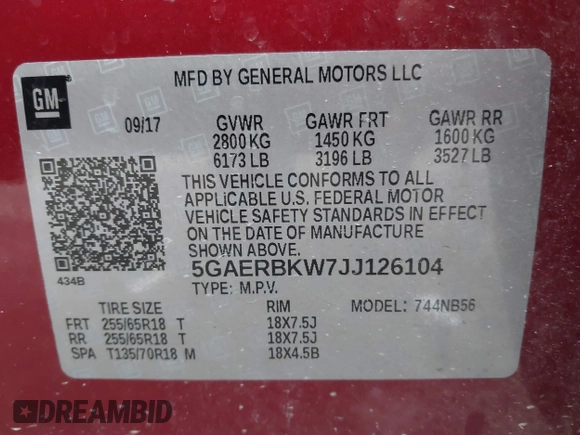 GM
MFD BY GENERAL MOTORS LLC
09/17 GVWR GAWR FRT GAWR RR
2800 KG 1450 KG 1600 KG
6173 LB 3196 LB 3527 LB
THIS VEHICLE CONFORMS TO ALL
APPLICABLE U.S. FEDERAL MOTOR
VEHICLE SAFETY STANDARDS IN EFFECT
ON THE DATE OF MANUFACTURE
SHOWN ABOVE.
434B 5GAERBKW7JJ126104
TYPE: M.P.V.
TIRE SIZE RIM MODEL: 744NB56
FRT 255/65R18 T 18X7.5J
RR 255/65R18 T 18X7.5J
SPA T135/70R18 M 18X4.5B
DREAMBID